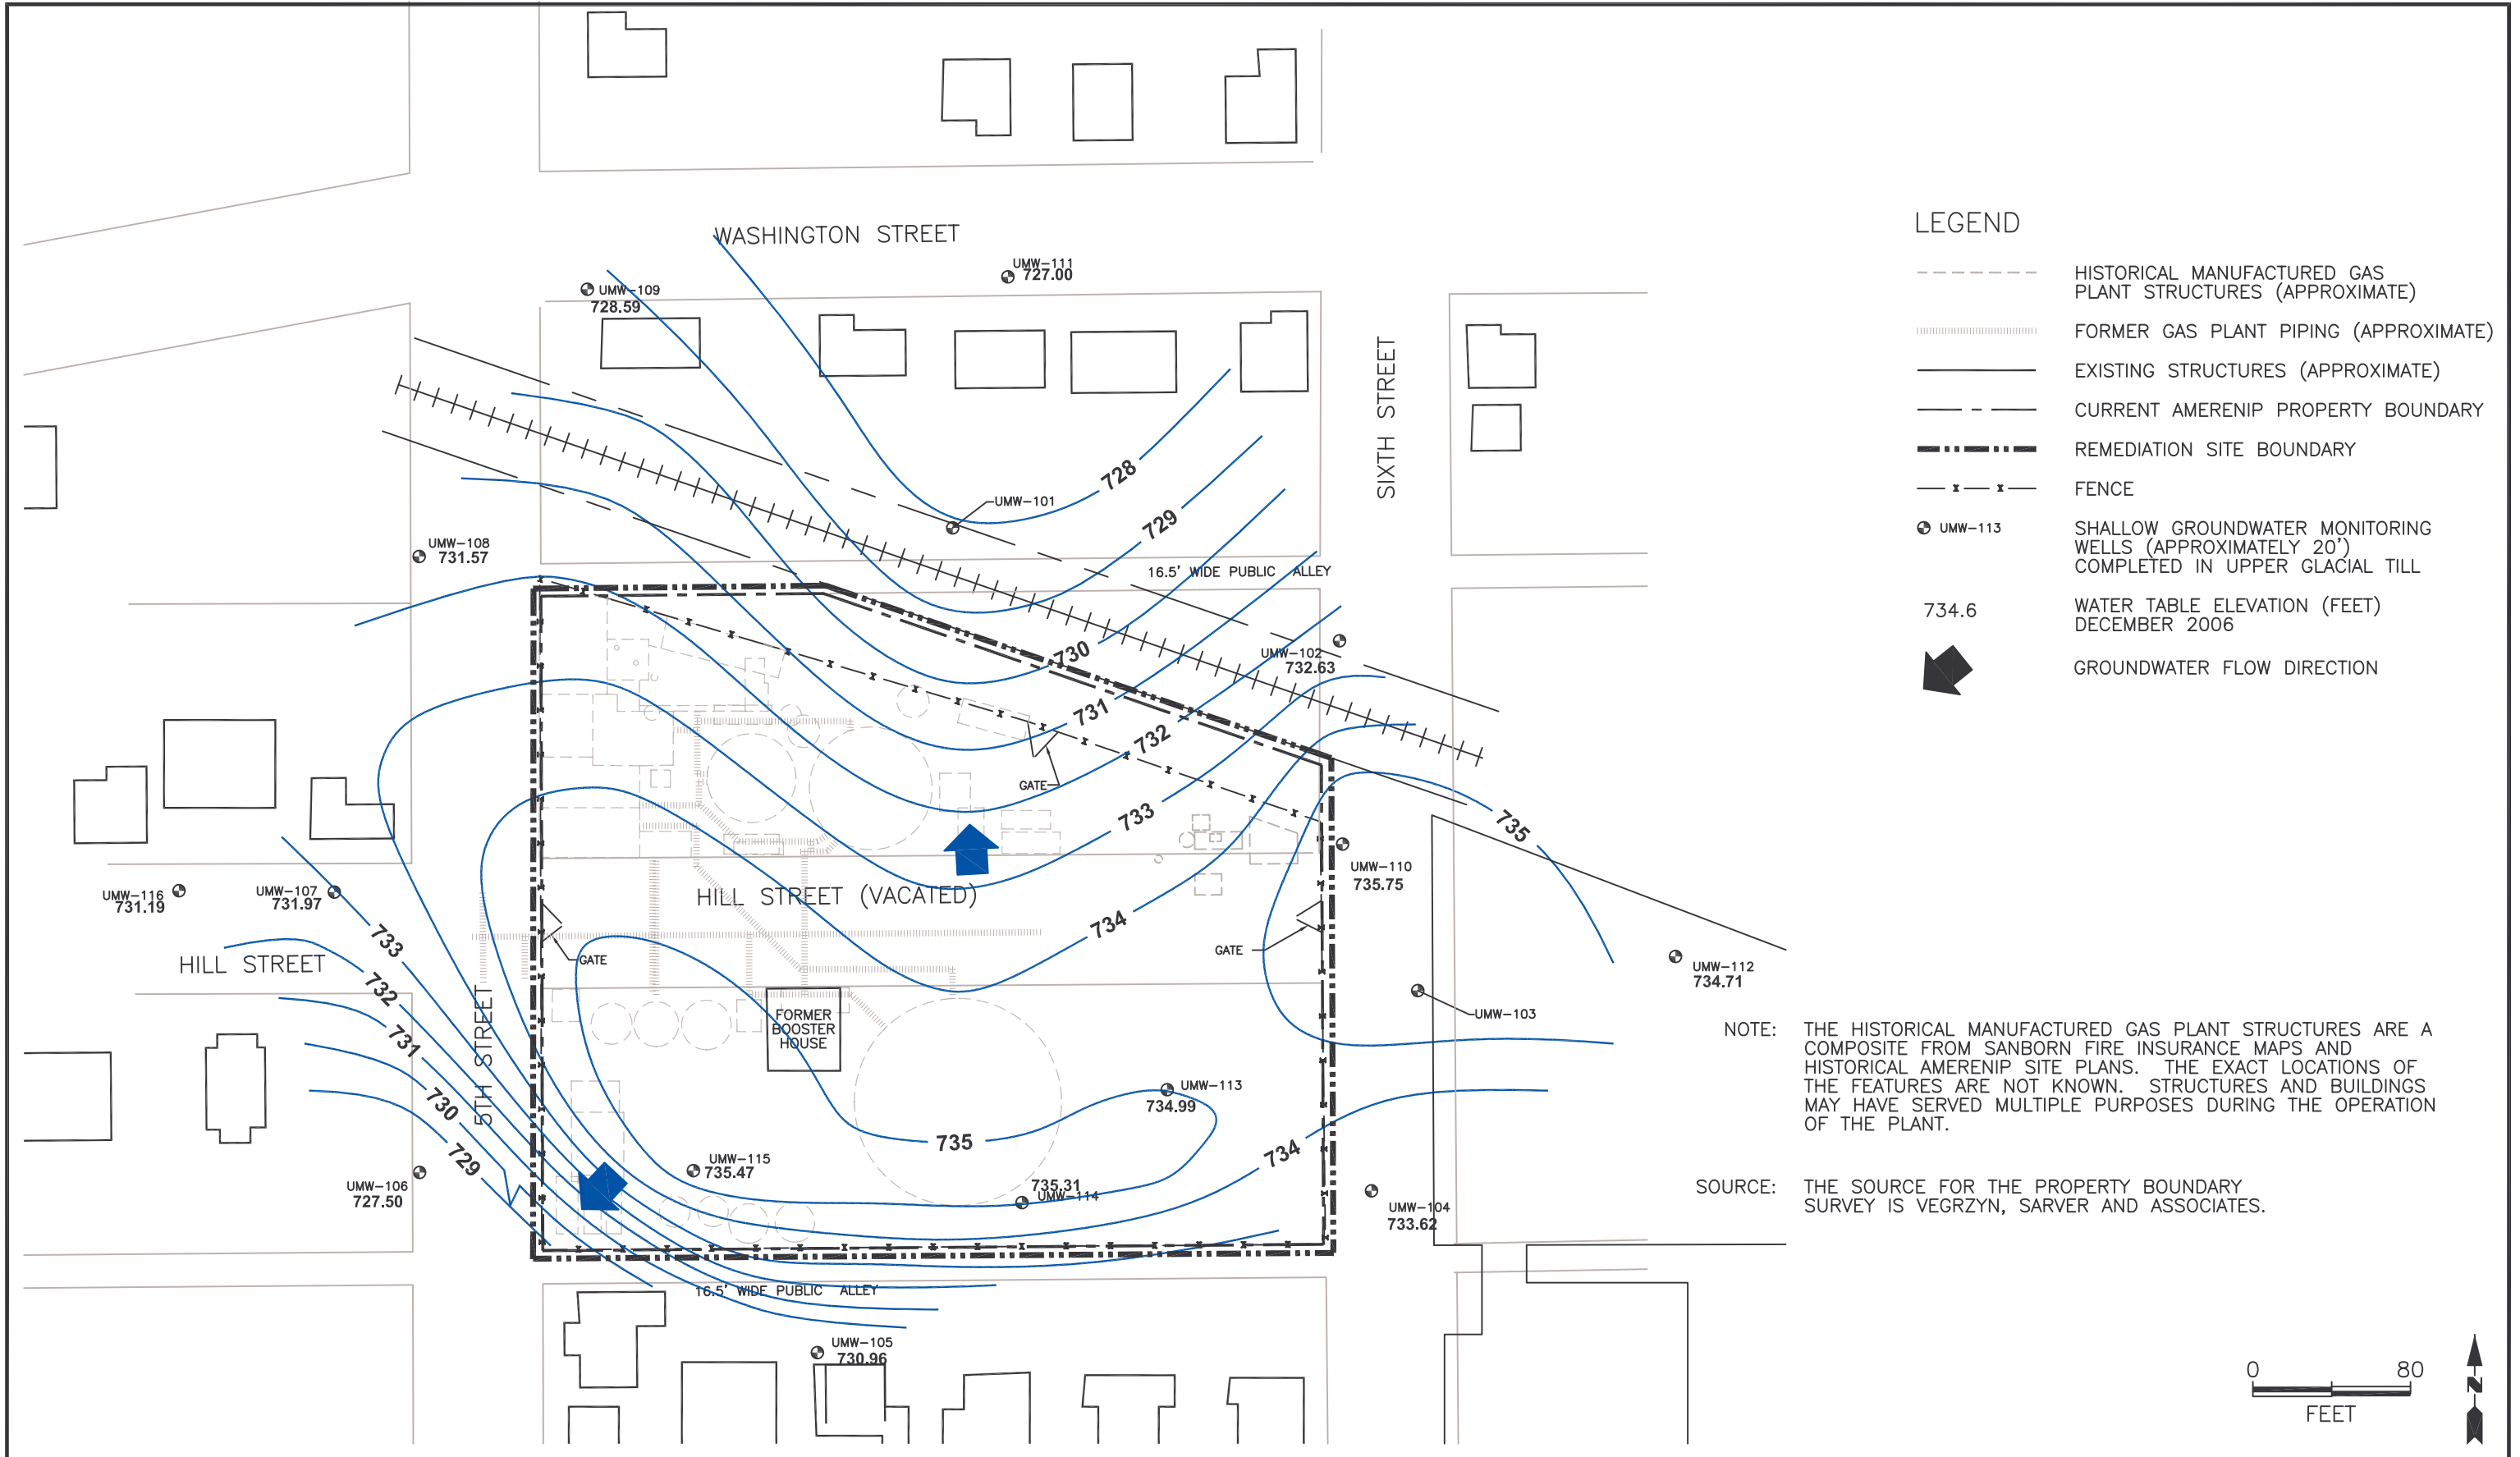 WASHINGTON STREET
UMW-111
727.00
UMW-109
728.59
SIXTH STREET
728
UMW-101
729
UMW-108
731.57
16.5' WIDE PUBLIC ALLEY
730
UMW-102
732.63
731
732
GATE
733
735
UMW-110
735.75
UMW-116
731.19
UMW-107
731.97
HILL STREET (VACATED)
734
733
GATE
GATE
HILL STREET
732
UMW-112
734.71
5TH STREET
731
FORMER
BOOSTER
HOUSE
UMW-103
730
UMW-113
734.99
735
729
734
UMW-115
735.47
UMW-106
727.50
735.31
UMW-114
UMW-104
733.62
16.5' WIDE PUBLIC ALLEY
UMW-105
730.96
LEGEND
HISTORICAL MANUFACTURED GAS
PLANT STRUCTURES (APPROXIMATE)
FORMER GAS PLANT PIPING (APPROXIMATE)
EXISTING STRUCTURES (APPROXIMATE)
CURRENT AMERENIP PROPERTY BOUNDARY
REMEDIATION SITE BOUNDARY
FENCE
UMW-113
SHALLOW GROUNDWATER MONITORING
WELLS (APPROXIMATELY 20')
COMPLETED IN UPPER GLACIAL TILL
734.6
WATER TABLE ELEVATION (FEET)
DECEMBER 2006
GROUNDWATER FLOW DIRECTION
NOTE: THE HISTORICAL MANUFACTURED GAS PLANT STRUCTURES ARE A
COMPOSITE FROM SANBORN FIRE INSURANCE MAPS AND
HISTORICAL AMERENIP SITE PLANS. THE EXACT LOCATIONS OF
THE FEATURES ARE NOT KNOWN. STRUCTURES AND BUILDINGS
MAY HAVE SERVED MULTIPLE PURPOSES DURING THE OPERATION
OF THE PLANT.
SOURCE: THE SOURCE FOR THE PROPERTY BOUNDARY
SURVEY IS VEGRZYN, SARVER AND ASSOCIATES.
0 80
FEET
N